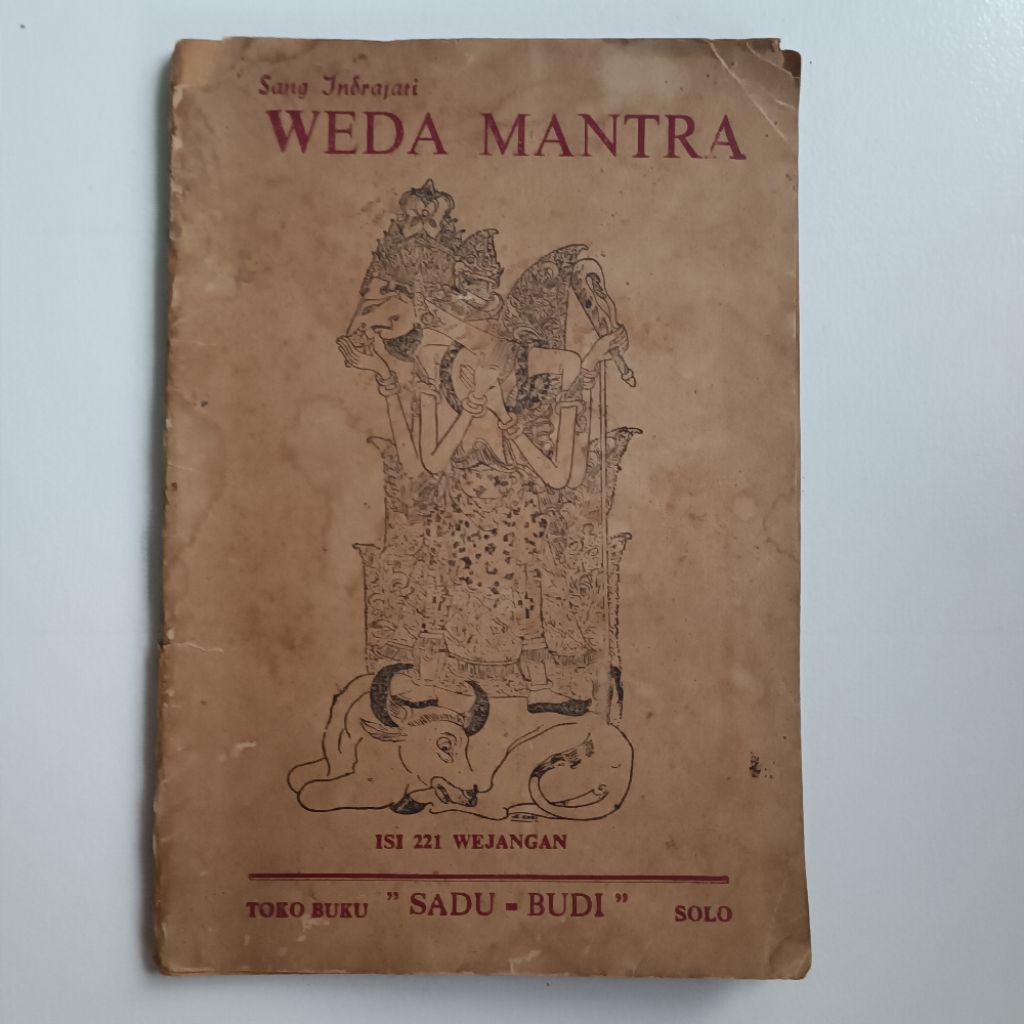 Sang Indrajati
WEDA MANTRA
ISI 221 WEJANGAN
TOKO BUKU " SADU - BUDI " SOLO